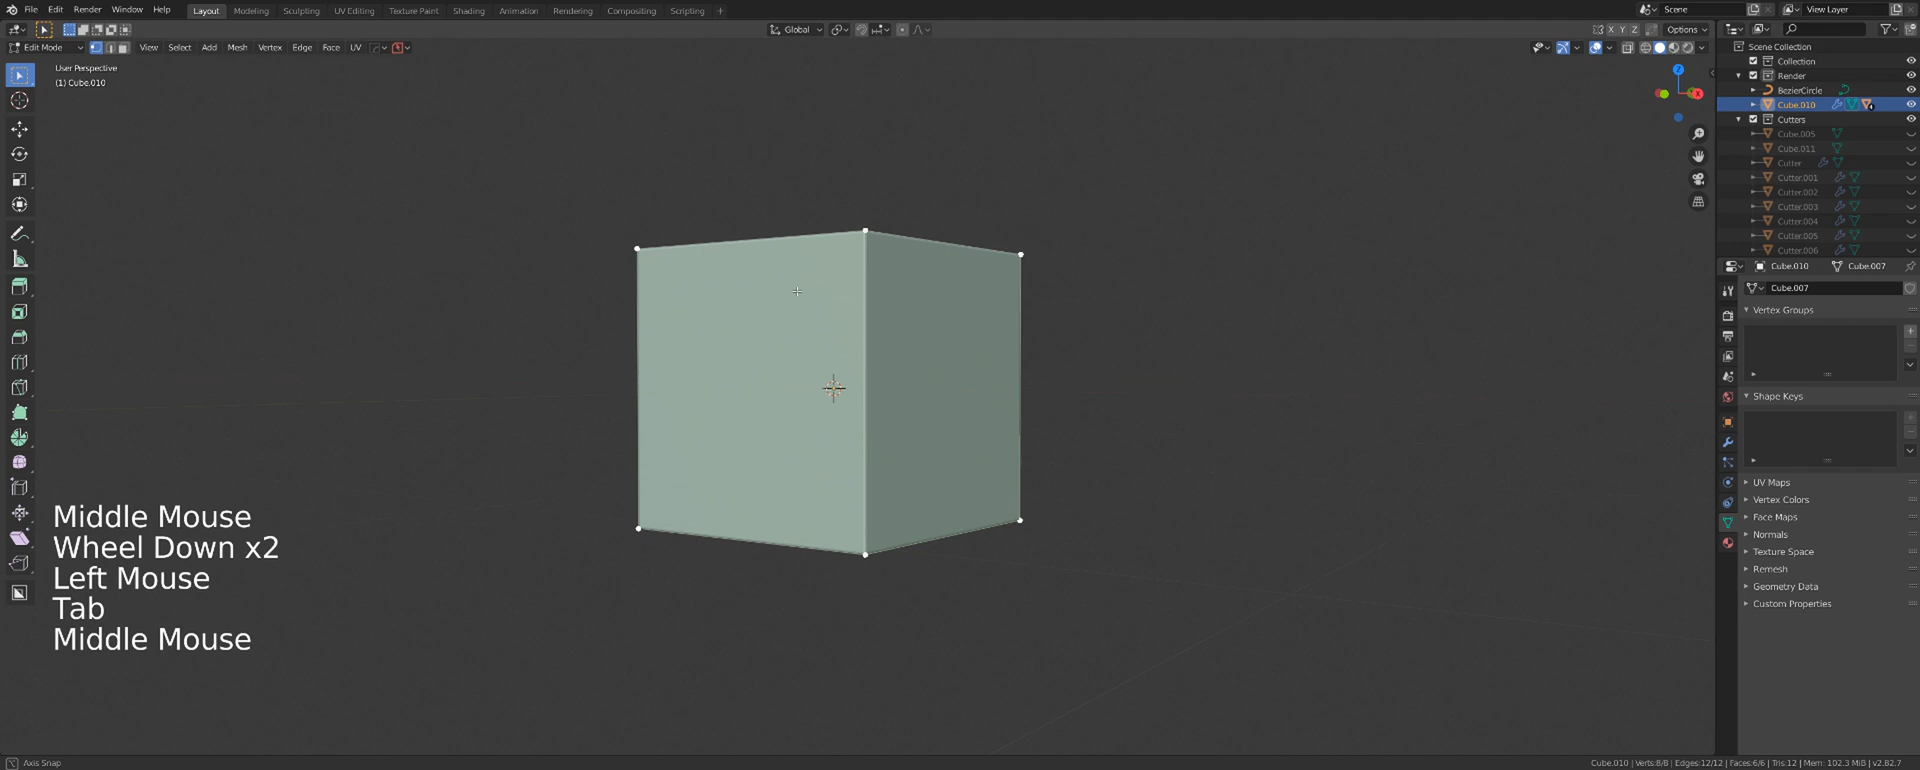 File Edit Render Window Help Layout Modeling Sculpting UV Editing Texture Paint Shading Animation Rendering Compositing Scripting + Scene View Layer
Global X Y Z Options
Edit Mode View Select Add Mesh Vertex Edge Face UV
Scene Collection
Collection
Render
BezierCircle
Cube.010
Cutters
Cube.005
Cube.011
Cutter
Cutter.001
Cutter.002
Cutter.003
Cutter.004
Cutter.005
Cutter.006
User Perspective
(1) Cube.010
Z
X
Cube.010 Cube.007
Cube.007
Vertex Groups
Shape Keys
UV Maps
Vertex Colors
Face Maps
Normals
Texture Space
Remesh
Geometry Data
Custom Properties
Middle Mouse
Wheel Down x2
Left Mouse
Tab
Middle Mouse
Axis Snap
Cube.010 | Verts:8/8 | Edges:12/12 | Faces:6/6 | Tris:12 | Mem: 102.3 MiB | v2.82.7